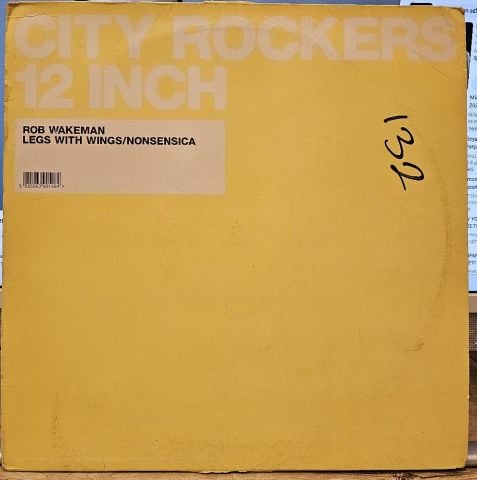 CITY ROCKERS
12 INCH
ROB WAKEMAN
LEGS WITH WINGS/NONSENSICA